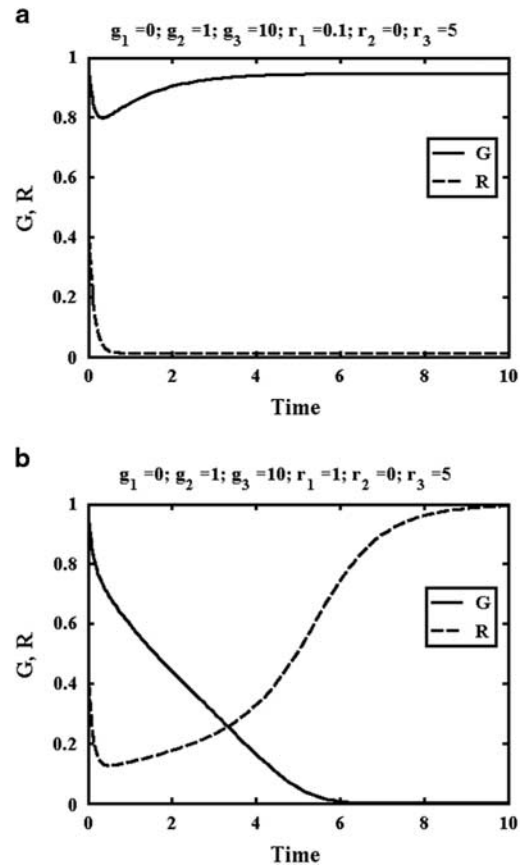 a
g1 =0; g2 =1; g3 =10; r1 =0.1; r2 =0; r3 =5
1
0.8
0.6
0.4
0.2
0
G, R
G
R
0 2 4 6 8 10
Time
b
g1 =0; g2 =1; g3 =10; r1 =1; r2 =0; r3 =5
1
0.8
0.6
0.4
0.2
0
G, R
G
R
0 2 4 6 8 10
Time